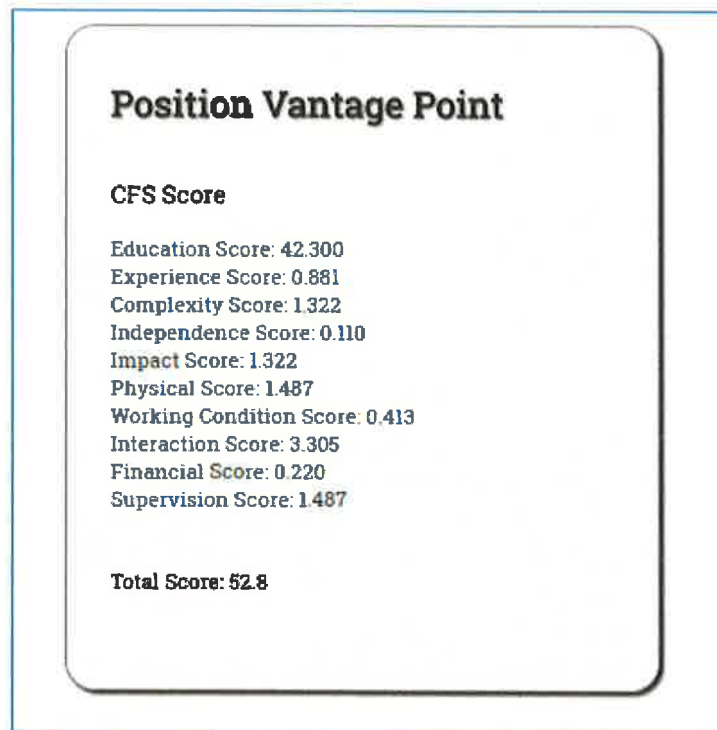 Position Vantage Point
CFS Score
Education Score: 42.300
Experience Score: 0.881
Complexity Score: 1.322
Independence Score: 0.110
Impact Score: 1.322
Physical Score: 1.487
Working Condition Score: 0.413
Interaction Score: 3.305
Financial Score: 0.220
Supervision Score: 1.487
Total Score: 52.8